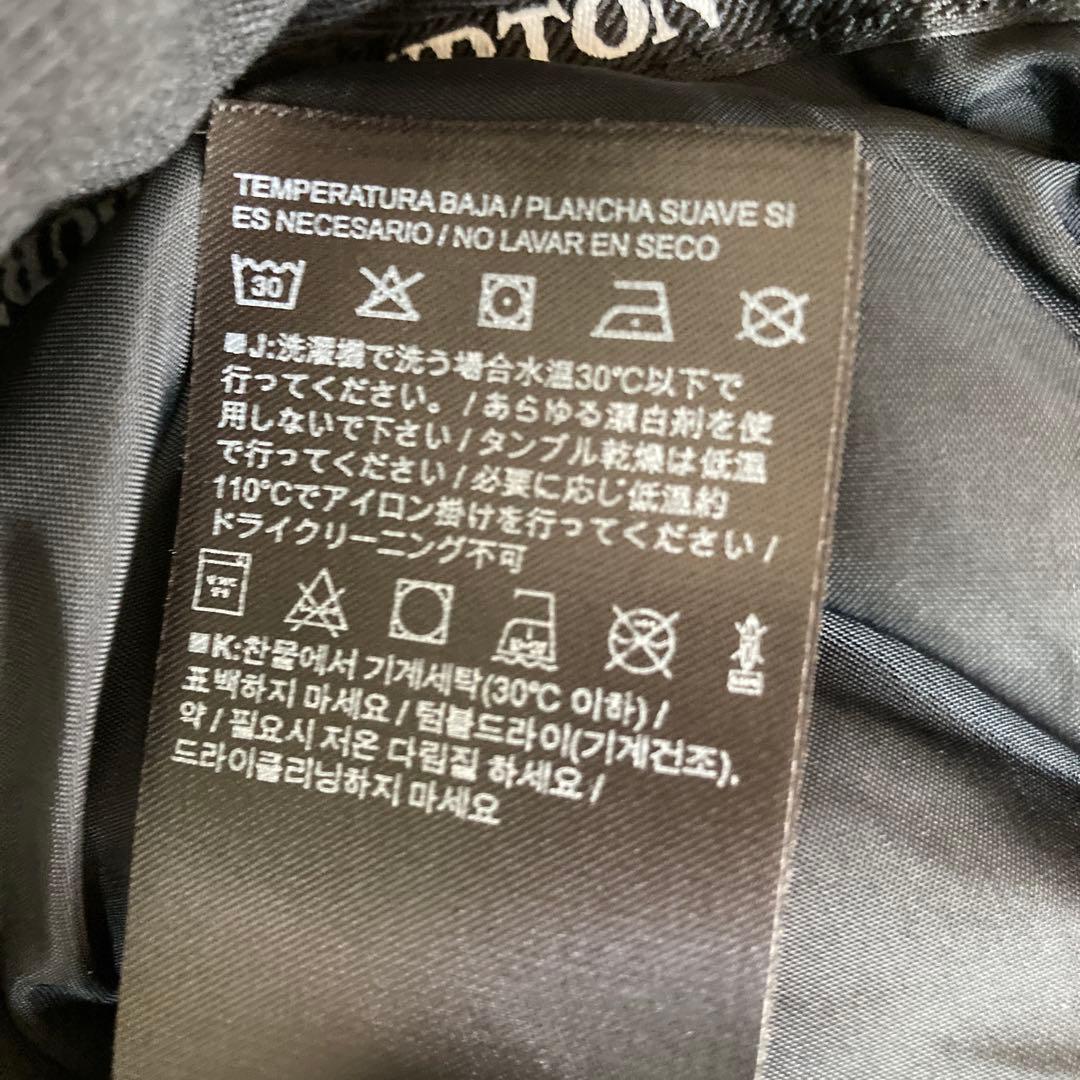 BURTON
TEMPERATURA BAJA / PLANCHA SUAVE SI
ES NECESARIO / NO LAVAR EN SECO
30
■J:洗濯機で洗う場合水温30℃以下で
行ってください。/ あらゆる漂白剤を使
用しないで下さい / タンブル乾燥は低温
で行ってください / 必要に応じ低温約
110℃でアイロン掛けを行ってください /
ドライクリーニング不可
■K:찬물에서 기계세탁(30℃ 이하) /
표백하지 마세요 / 텀블드라이(기계건조).
약 / 필요시 저온 다림질 하세요 /
드라이클리닝하지 마세요